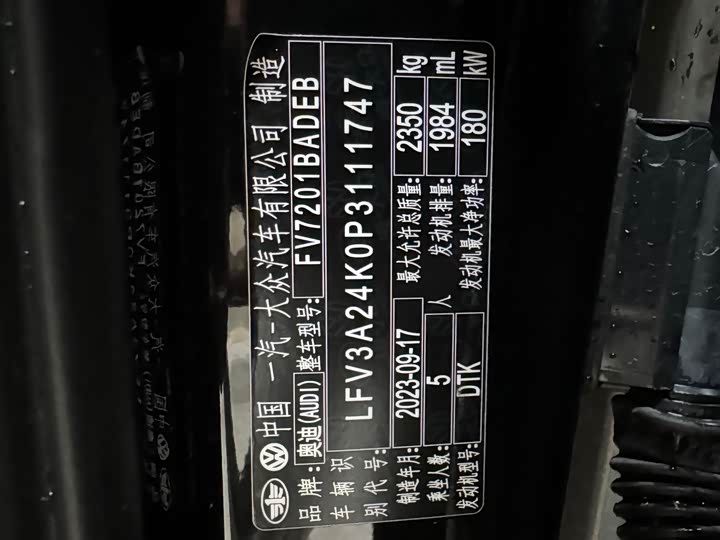 中国 一汽-大众汽车有限公司 制造
品牌:奥迪(AUDI) 整车型号:FV7201BADEB
车辆识别代号: LFV3A24K0P3111747
制造年月: 2023-09-17 最大允许总质量: 2350 kg
乘坐人数: 5 人 发动机排量: 1984 mL
发动机型号: DTK 发动机最大净功率: 180 kW